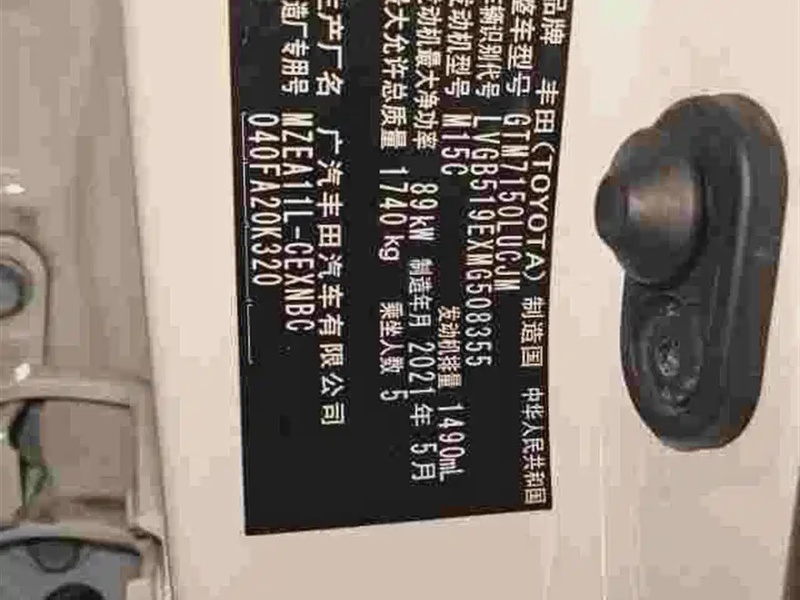 品牌 丰田(TOYOTA) 制造国 中华人民共和国
整车型号 GTM7150LUCJM
车辆识别代号 LVGB519EXMG508355
发动机型号 M15C 发动机排量 1490mL
发动机最大净功率 89kW 制造年月 2021年 5月
最大允许总质量 1740kg 乘坐人数 5
生产厂名 广汽丰田汽车有限公司
制造厂专用号 MZEA11L-CEXNBC
040FA20K320